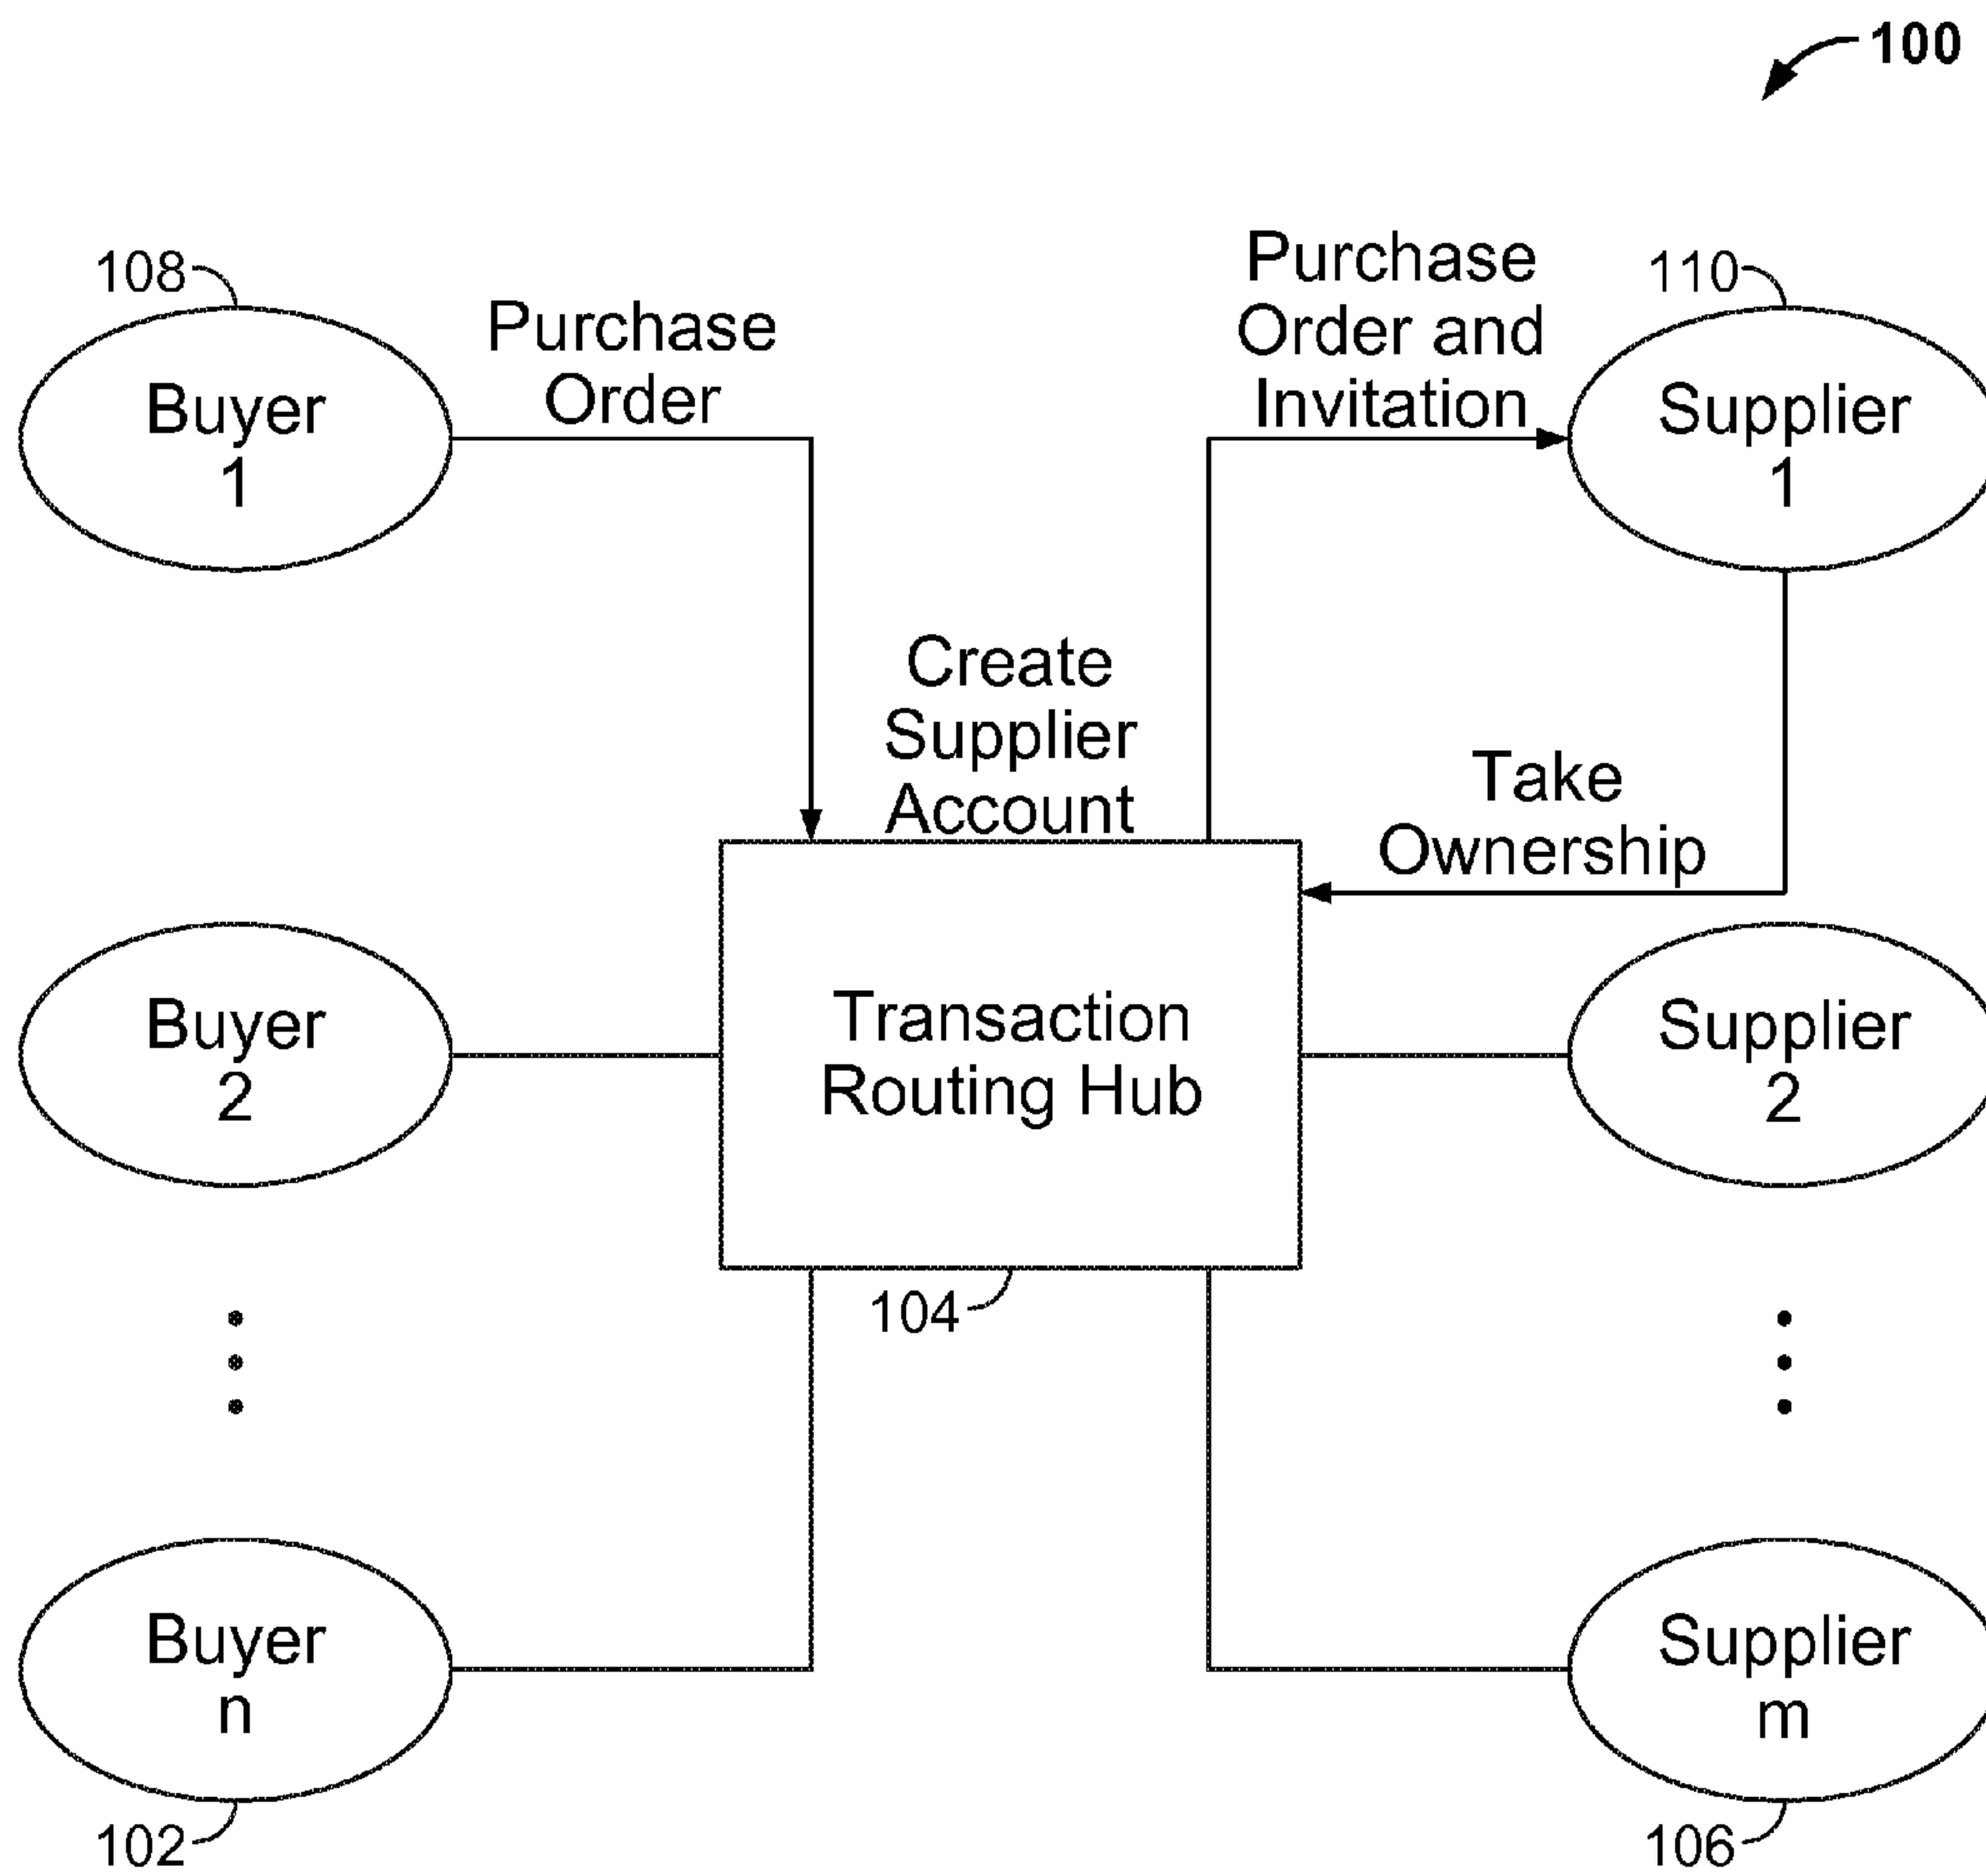 100
108
Buyer
1
Purchase
Order
Purchase
Order and
Invitation
110
Supplier
1
Create
Supplier
Account
Take
Ownership
Buyer
2
Transaction
Routing Hub
Supplier
2
104
Buyer
n
Supplier
m
102
106